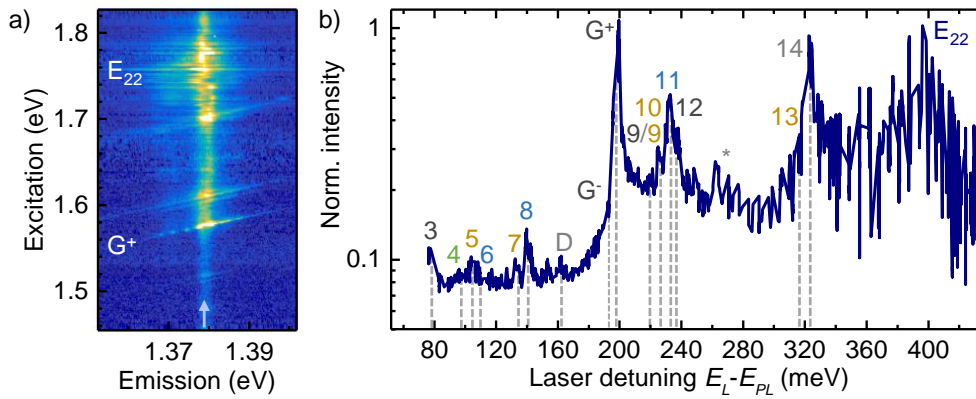 a)
1.8
1.7
1.6
1.5
Excitation (eV)
E22
G+
1.37 1.39
Emission (eV)
b)
1
0.1
Norm. intensity
3
4
5
6
7
8
D
G-
G+
9/9
10
11
12
*
13
14
E22
80 120 160 200 240 280 320 360 400
Laser detuning EL-EPL (meV)